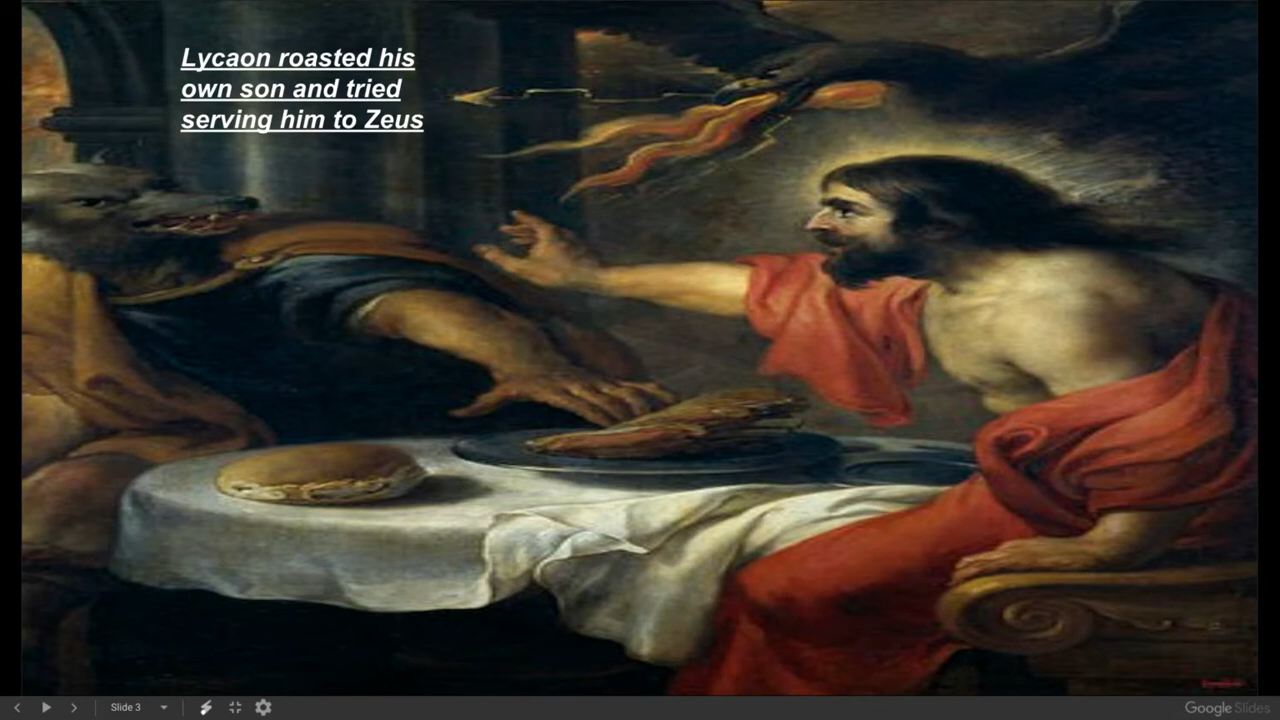 Lycaon roasted his
own son and tried
serving him to Zeus
Slide 3
Google Slides